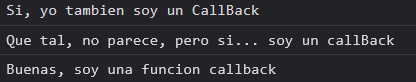 Si, yo tambien soy un CallBack
Que tal, no parece, pero si... soy un callBack
Buenas, soy una funcion callback